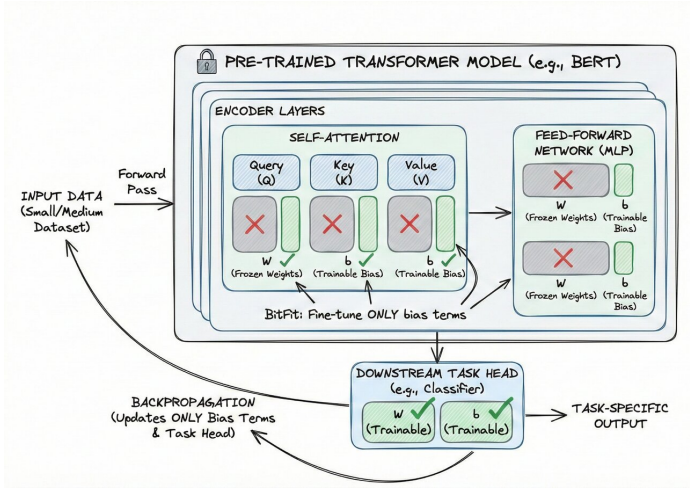 PRE-TRAINED TRANSFORMER MODEL (e.g., BERT)
ENCODER LAYERS
SELF-ATTENTION
Query
(Q)
Key
(K)
Value
(V)
W
(Frozen Weights)
b
(Trainable Bias)
b
(Trainable Bias)
FEED-FORWARD
NETWORK (MLP)
W
(Frozen Weights)
b
(Trainable
Bias)
W
(Frozen Weights)
b
(Trainable
Bias)
BitFit: Fine-tune ONLY bias terms
Forward
Pass
INPUT DATA
(Small/Medium
Dataset)
DOWNSTREAM TASK HEAD
(e.g., Classifier)
W
(Trainable)
b
(Trainable)
TASK-SPECIFIC
OUTPUT
BACKPROPAGATION
(Updates ONLY Bias Terms
& Task Head)